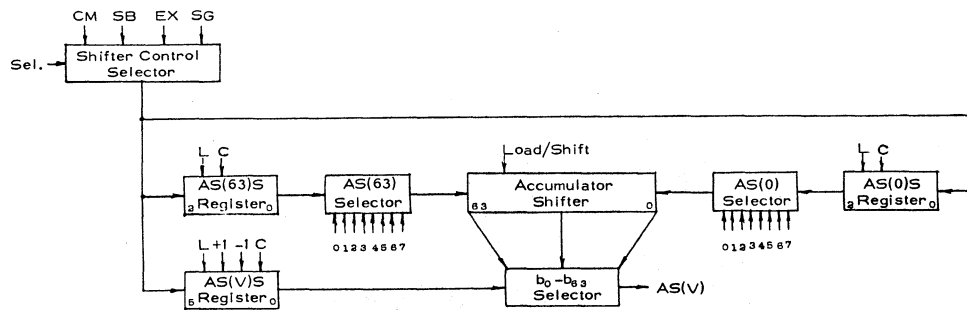 CM SB EX SG
Sel.
Shifter Control
Selector
L C
AS(63)S
2 Register 0
AS(63)
Selector
0 1 2 3 4 5 6 7
Load/Shift
Accumulator
Shifter
63 0
AS(0)
Selector
0 1 2 3 4 5 6 7
L C
AS(0)S
2 Register 0
L +1 -1 C
AS(V)S
5 Register 0
b0-b63
Selector
AS(V)